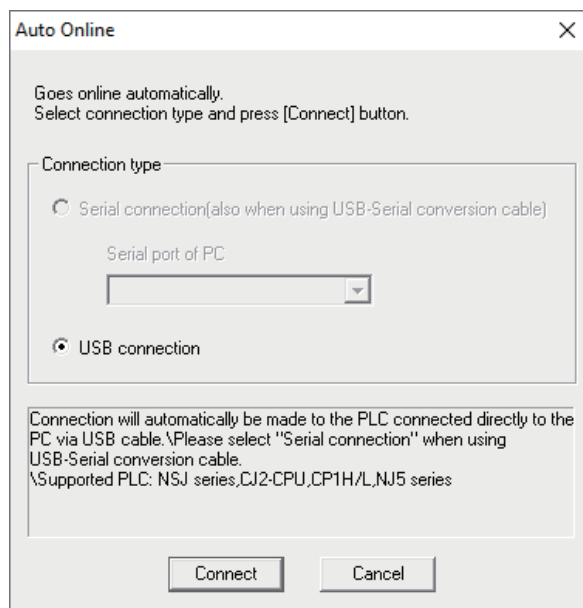 Auto Online
Goes online automatically.
Select connection type and press [Connect] button.
Connection type
Serial connection(also when using USB-Serial conversion cable)
Serial port of PC
USB connection
Connection will automatically be made to the PLC connected directly to the
PC via USB cable.\Please select "Serial connection" when using
USB-Serial conversion cable.
\Supported PLC: NSJ series,CJ2-CPU,CP1H/L,NJ5 series
Connect
Cancel